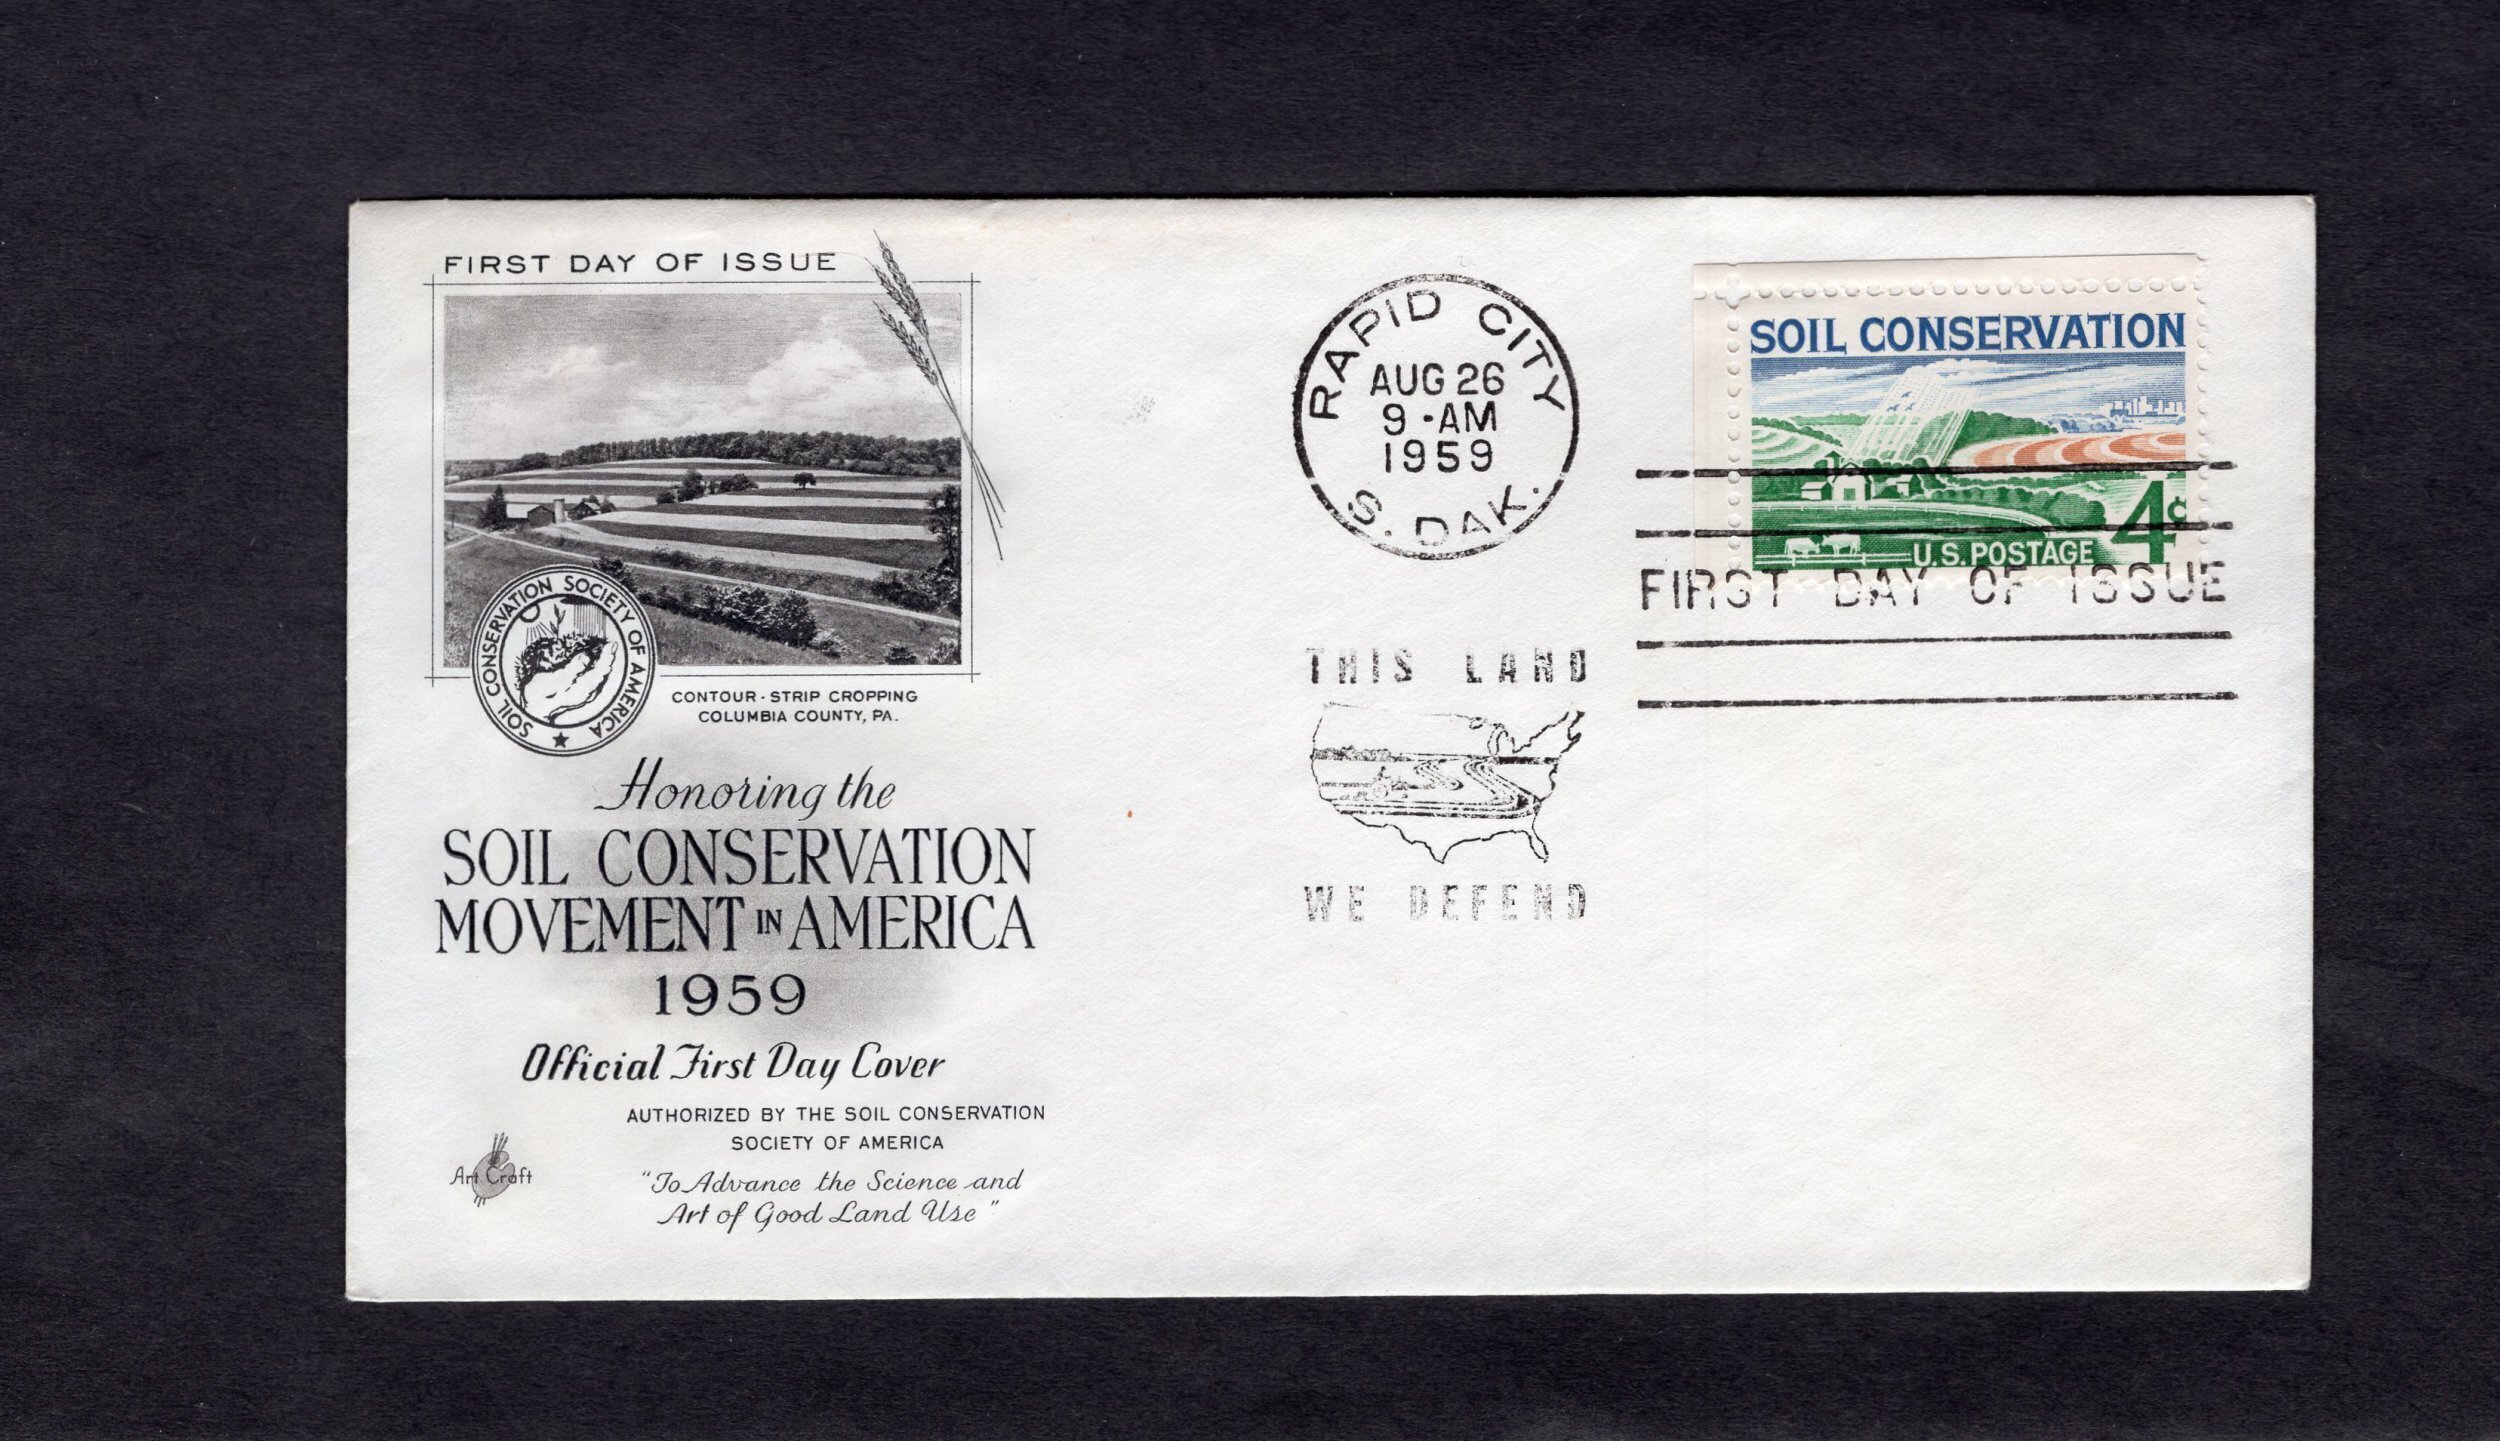 FIRST DAY OF ISSUE
SOIL CONSERVATION SOCIETY OF AMERICA
CONTOUR-STRIP CROPPING
COLUMBIA COUNTY, PA.
Honoring the
SOIL CONSERVATION
MOVEMENT IN AMERICA
1959
Official First Day Cover
AUTHORIZED BY THE SOIL CONSERVATION
SOCIETY OF AMERICA
"To Advance the Science and
Art of Good Land Use"
Art Craft
RAPID CITY
AUG 26
9-AM
1959
S. DAK.
THIS LAND
WE DEFEND
SOIL CONSERVATION
4¢
U.S. POSTAGE
FIRST DAY OF ISSUE